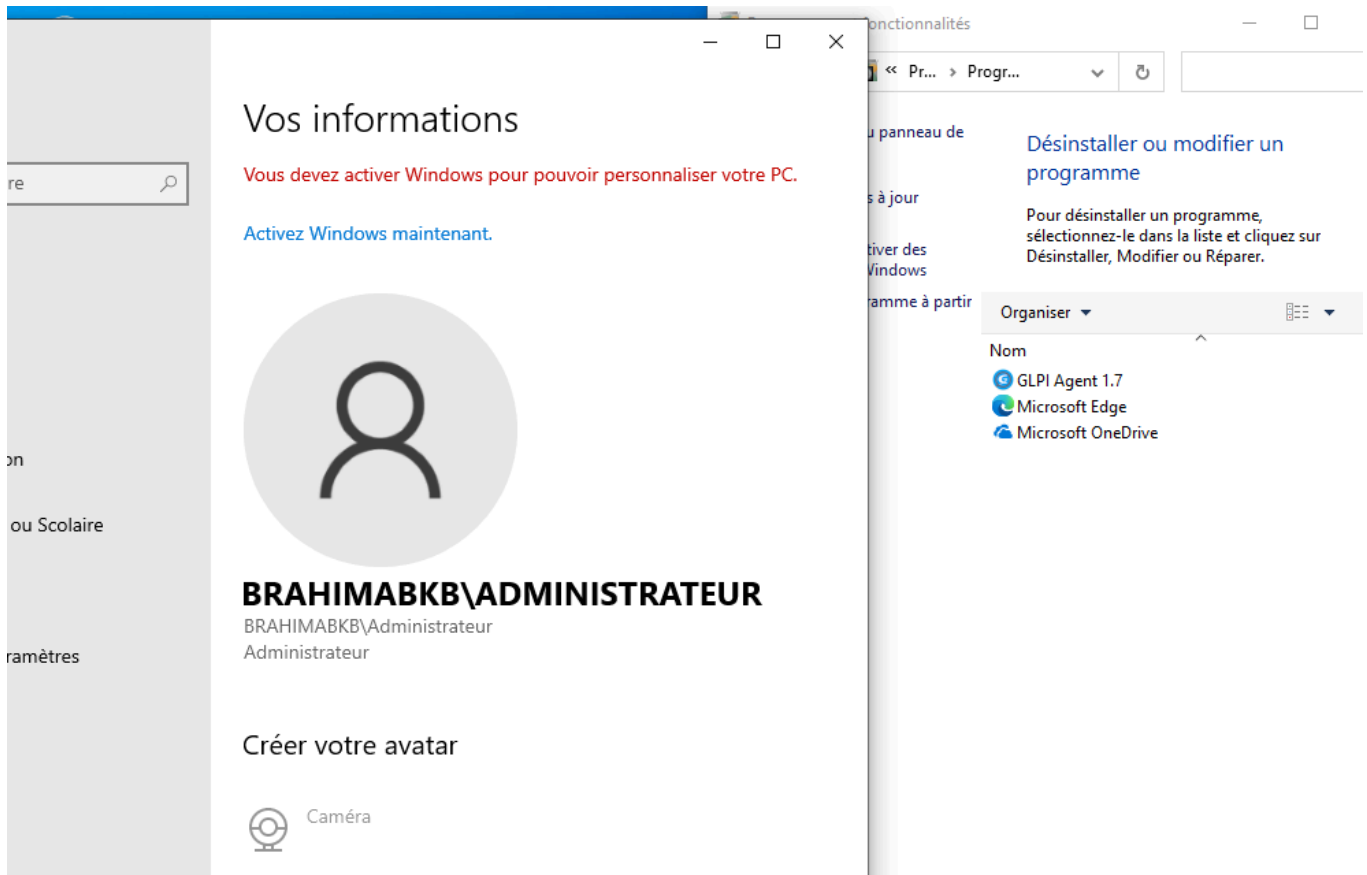 Vos informations
Vous devez activer Windows pour pouvoir personnaliser votre PC.
Activez Windows maintenant.
BRAHIMABKB\ADMINISTRATEUR
BRAHIMABKB\Administrateur
Administrateur
Créer votre avatar
Caméra
re
on
ou Scolaire
ramètres
onctionnalités
« Pr... › Progr...
u panneau de
s à jour
tiver des
Windows
ramme à partir
Désinstaller ou modifier un
programme
Pour désinstaller un programme,
sélectionnez-le dans la liste et cliquez sur
Désinstaller, Modifier ou Réparer.
Organiser
Nom
GLPI Agent 1.7
Microsoft Edge
Microsoft OneDrive